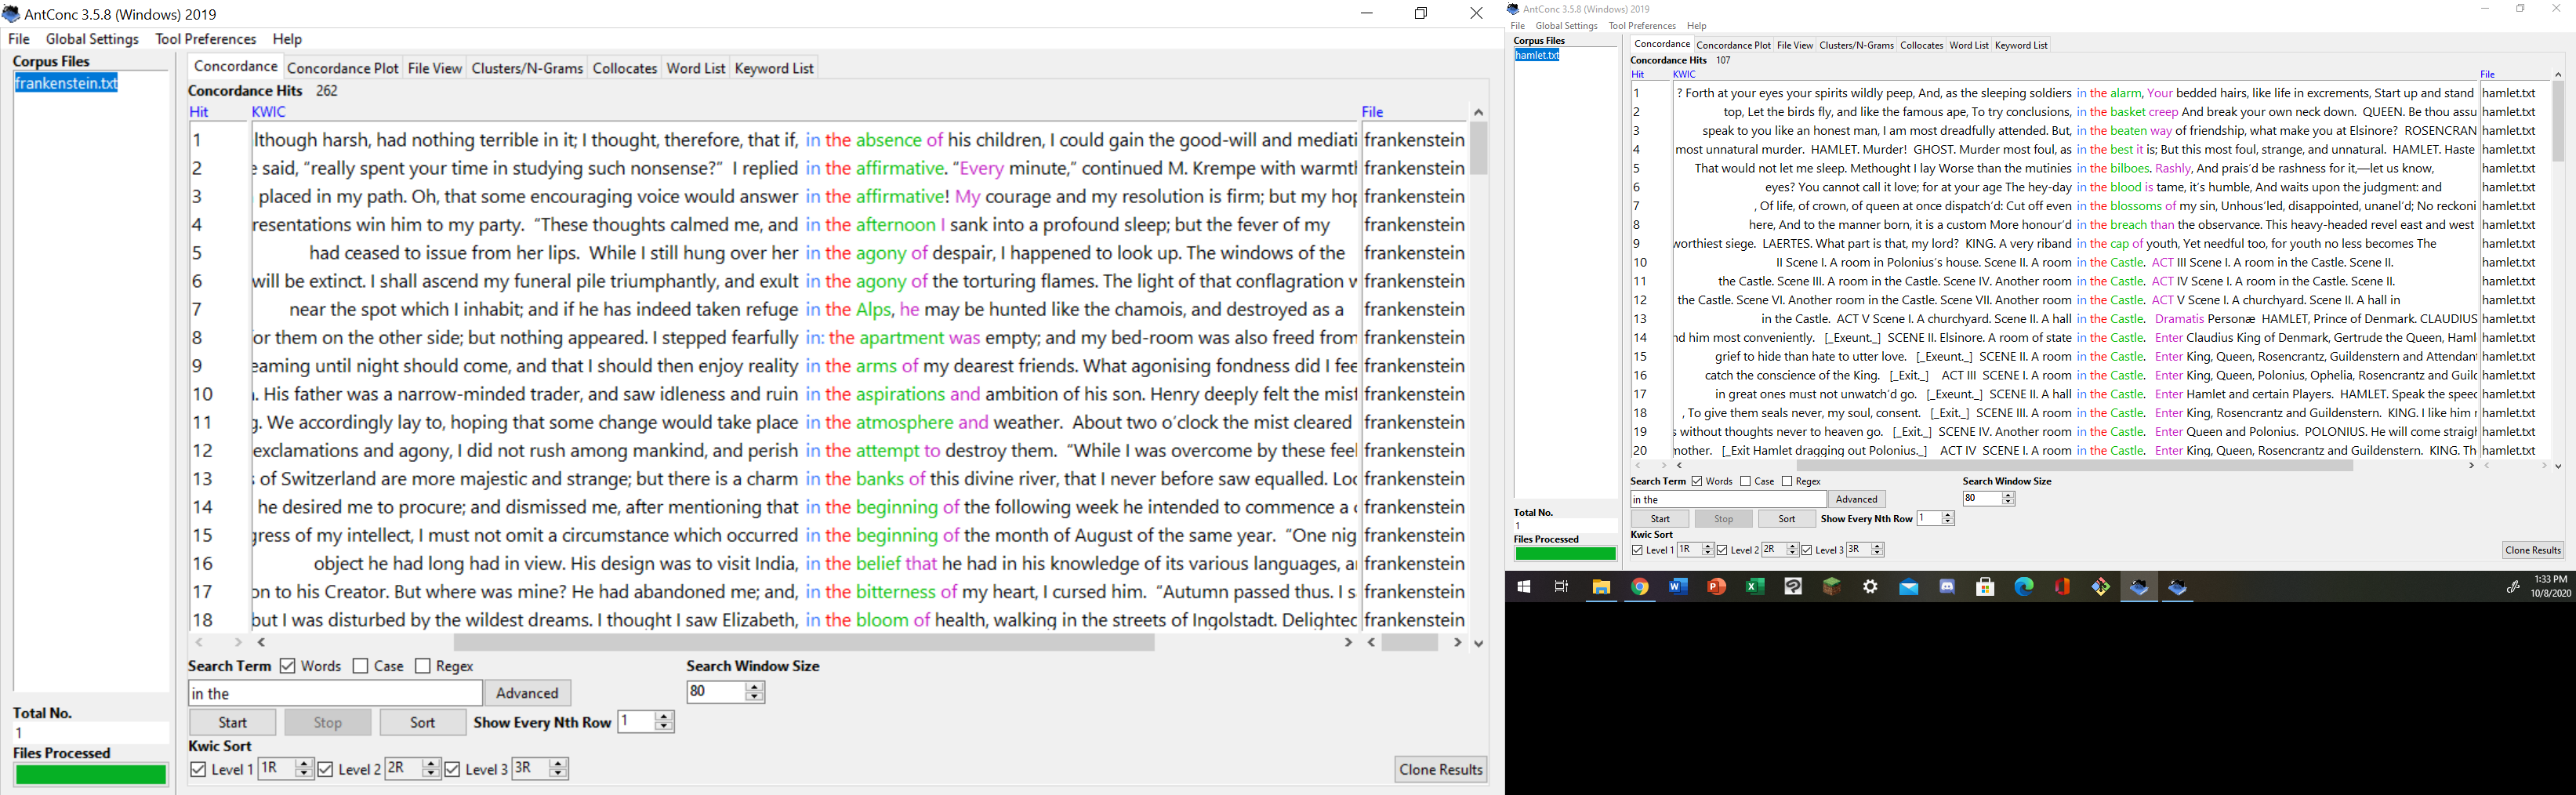 AntConc 3.5.8 (Windows) 2019
File Global Settings Tool Preferences Help
Corpus Files
frankenstein.txt
Concordance Concordance Plot File View Clusters/N-Grams Collocates Word List Keyword List
Concordance Hits 262
Hit KWIC File
1 lthough harsh, had nothing terrible in it; I thought, therefore, that if, in the absence of his children, I could gain the good-will and mediati frankenstein
2 said, “really spent your time in studying such nonsense?” I replied in the affirmative. “Every minute,” continued M. Krempe with warmth frankenstein
3 placed in my path. Oh, that some encouraging voice would answer in the affirmative! My courage and my resolution is firm; but my hop frankenstein
4 resentations win him to my party. “These thoughts calmed me, and in the afternoon I sank into a profound sleep; but the fever of my frankenstein
5 had ceased to issue from her lips. While I still hung over her in the agony of despair, I happened to look up. The windows of the frankenstein
6 will be extinct. I shall ascend my funeral pile triumphantly, and exult in the agony of the torturing flames. The light of that conflagration w frankenstein
7 near the spot which I inhabit; and if he has indeed taken refuge in the Alps, he may be hunted like the chamois, and destroyed as a frankenstein
8 or them on the other side; but nothing appeared. I stepped fearfully in: the apartment was empty; and my bed-room was also freed from frankenstein
9 eaming until night should come, and that I should then enjoy reality in the arms of my dearest friends. What agonising fondness did I fee frankenstein
10 . His father was a narrow-minded trader, and saw idleness and ruin in the aspirations and ambition of his son. Henry deeply felt the misf frankenstein
11 g. We accordingly lay to, hoping that some change would take place in the atmosphere and weather. About two o’clock the mist cleared frankenstein
12 exclamations and agony, I did not rush among mankind, and perish in the attempt to destroy them. “While I was overcome by these feel frankenstein
13 s of Switzerland are more majestic and strange; but there is a charm in the banks of this divine river, that I never before saw equalled. Loo frankenstein
14 he desired me to procure; and dismissed me, after mentioning that in the beginning of the following week he intended to commence a c frankenstein
15 gress of my intellect, I must not omit a circumstance which occurred in the beginning of the month of August of the same year. “One nig frankenstein
16 object he had long had in view. His design was to visit India, in the belief that he had in his knowledge of its various languages, a frankenstein
17 on to his Creator. But where was mine? He had abandoned me; and, in the bitterness of my heart, I cursed him. “Autumn passed thus. I s frankenstein
18 but I was disturbed by the wildest dreams. I thought I saw Elizabeth, in the bloom of health, walking in the streets of Ingolstadt. Delighted frankenstein
Search Term Words Case Regex Search Window Size
in the Advanced 80
Start Stop Sort Show Every Nth Row 1
Kwic Sort
Level 1 1R Level 2 2R Level 3 3R Clone Results
Total No.
1
Files Processed
AntConc 3.5.8 (Windows) 2019
File Global Settings Tool Preferences Help
Corpus Files
hamlet.txt
Concordance Concordance Plot File View Clusters/N-Grams Collocates Word List Keyword List
Concordance Hits 107
Hit KWIC File
1 ? Forth at your eyes your spirits wildly peep, And, as the sleeping soldiers in the alarm, Your bedded hairs, like life in excrements, Start up and stand hamlet.txt
2 top, Let the birds fly, and like the famous ape, To try conclusions, in the basket creep And break your own neck down. QUEEN. Be thou assu hamlet.txt
3 speak to you like an honest man, I am most dreadfully attended. But, in the beaten way of friendship, what make you at Elsinore? ROSENCRAN hamlet.txt
4 most unnatural murder. HAMLET. Murder! GHOST. Murder most foul, as in the best it is; But this most foul, strange, and unnatural. HAMLET. Haste hamlet.txt
5 That would not let me sleep. Methought I lay Worse than the mutinies in the bilboes. Rashly, And prais’d be rashness for it,—let us know, hamlet.txt
6 eyes? You cannot call it love; for at your age The hey-day in the blood is tame, it’s humble, And waits upon the judgment: and hamlet.txt
7 , Of life, of crown, of queen at once dispatch’d: Cut off even in the blossoms of my sin, Unhous’led, disappointed, unanel’d; No reckoni hamlet.txt
8 here, And to the manner born, it is a custom More honour’d in the breach than the observance. This heavy-headed revel east and west hamlet.txt
9 worthiest siege. LAERTES. What part is that, my lord? KING. A very riband in the cap of youth, Yet needful too, for youth no less becomes The hamlet.txt
10 II Scene I. A room in Polonius’s house. Scene II. A room in the Castle. ACT III Scene I. A room in the Castle. Scene II. hamlet.txt
11 the Castle. Scene III. A room in the Castle. Scene IV. Another room in the Castle. ACT IV Scene I. A room in the Castle. Scene II. hamlet.txt
12 the Castle. Scene VI. Another room in the Castle. Scene VII. Another room in the Castle. ACT V Scene I. A churchyard. Scene II. A hall in hamlet.txt
13 in the Castle. ACT V Scene I. A churchyard. Scene II. A hall in the Castle. Dramatis Personæ HAMLET, Prince of Denmark. CLAUDIUS hamlet.txt
14 nd him most conveniently. [_Exeunt._] SCENE II. Elsinore. A room of state in the Castle. Enter Claudius King of Denmark, Gertrude the Queen, Haml hamlet.txt
15 grief to hide than hate to utter love. [_Exeunt._] SCENE II. A room in the Castle. Enter King, Queen, Rosencrantz, Guildenstern and Attendant hamlet.txt
16 catch the conscience of the King. [_Exit._] ACT III SCENE I. A room in the Castle. Enter King, Queen, Polonius, Ophelia, Rosencrantz and Guild hamlet.txt
17 in great ones must not unwatch’d go. [_Exeunt._] SCENE II. A hall in the Castle. Enter Hamlet and certain Players. HAMLET. Speak the speec hamlet.txt
18 , To give them seals never, my soul, consent. [_Exit._] SCENE III. A room in the Castle. Enter King, Rosencrantz and Guildenstern. KING. I like him hamlet.txt
19 s without thoughts never to heaven go. [_Exit._] SCENE IV. Another room in the Castle. Enter Queen and Polonius. POLONIUS. He will come straigh hamlet.txt
20 mother. [_Exit Hamlet dragging out Polonius._] ACT IV SCENE I. A room in the Castle. Enter King, Queen, Rosencrantz and Guildenstern. KING. Th hamlet.txt
Search Term Words Case Regex Search Window Size
in the Advanced 80
Start Stop Sort Show Every Nth Row 1
Kwic Sort
Level 1 1R Level 2 2R Level 3 3R Clone Results
Total No.
1
Files Processed
1:33 PM
10/8/2020